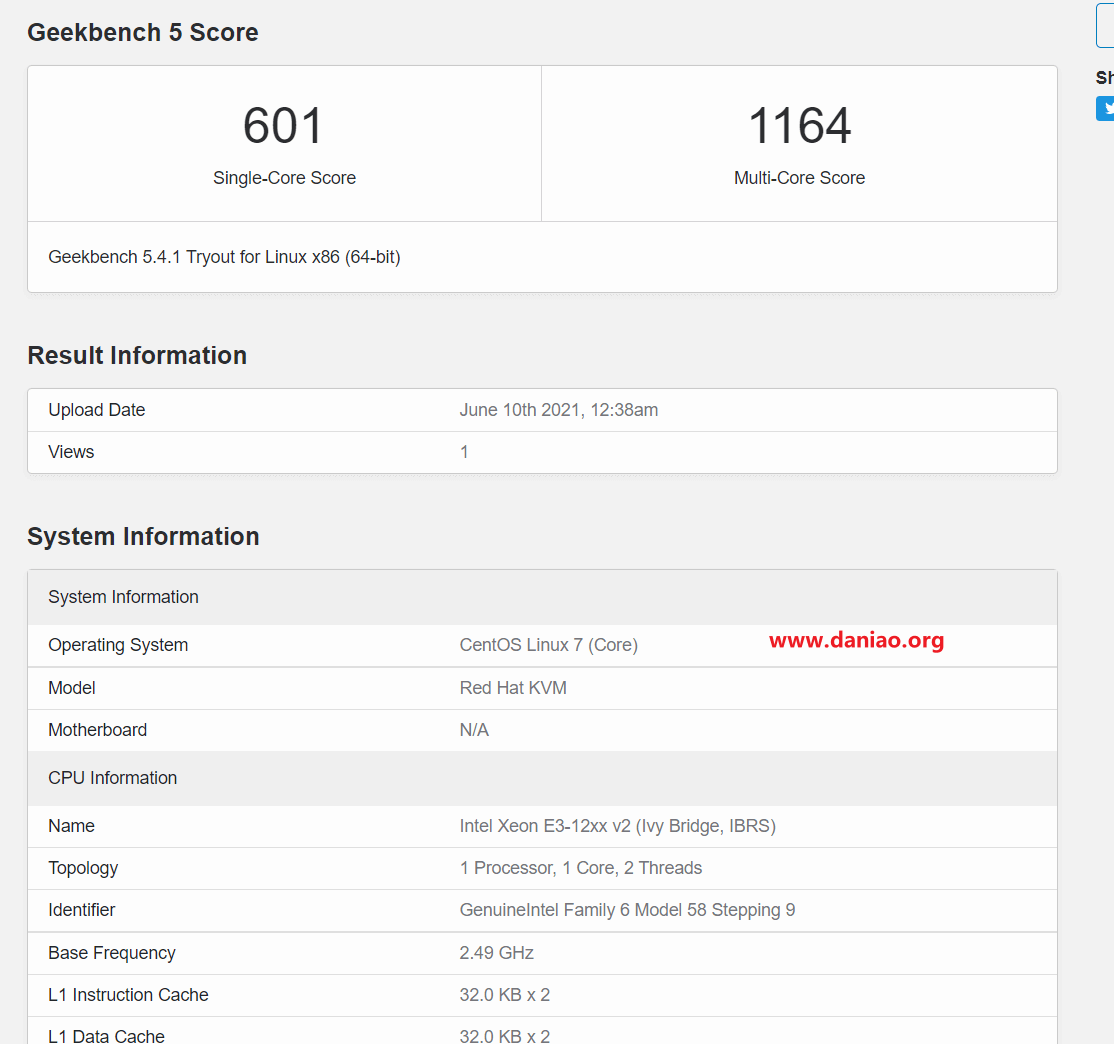 Geekbench 5 Score
601
1164
Single-Core Score
Multi-Core Score
Geekbench 5.4.1 Tryout for Linux x86 (64-bit)
Result Information
Upload Date June 10th 2021, 12:38am
Views 1
System Information
System Information
Operating System CentOS Linux 7 (Core) www.daniao.org
Model Red Hat KVM
Motherboard N/A
CPU Information
Name Intel Xeon E3-12xx v2 (Ivy Bridge, IBRS)
Topology 1 Processor, 1 Core, 2 Threads
Identifier GenuineIntel Family 6 Model 58 Stepping 9
Base Frequency 2.49 GHz
L1 Instruction Cache 32.0 KB x 2
L1 Data Cache 32.0 KB x 2